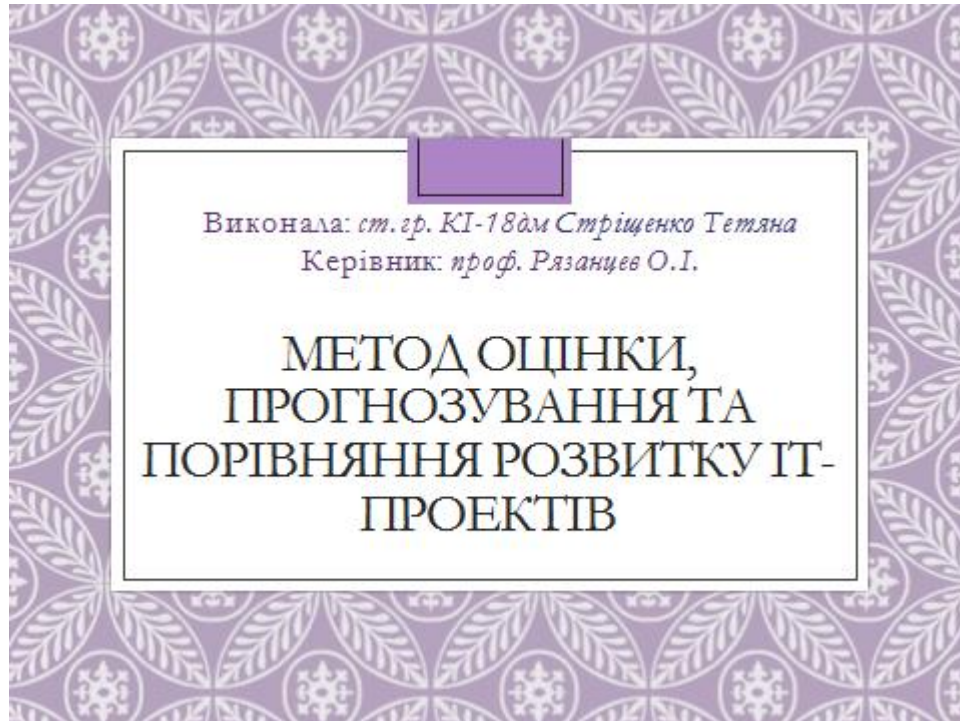 Виконала: ст. гр. КІ-18дм Стріщенко Тетяна
Керівник: проф. Рязанцев О.І.
МЕТОД ОЦІНКИ,
ПРОГНОЗУВАННЯ ТА
ПОРІВНЯННЯ РОЗВИТКУ ІТ-
ПРОЕКТІВ